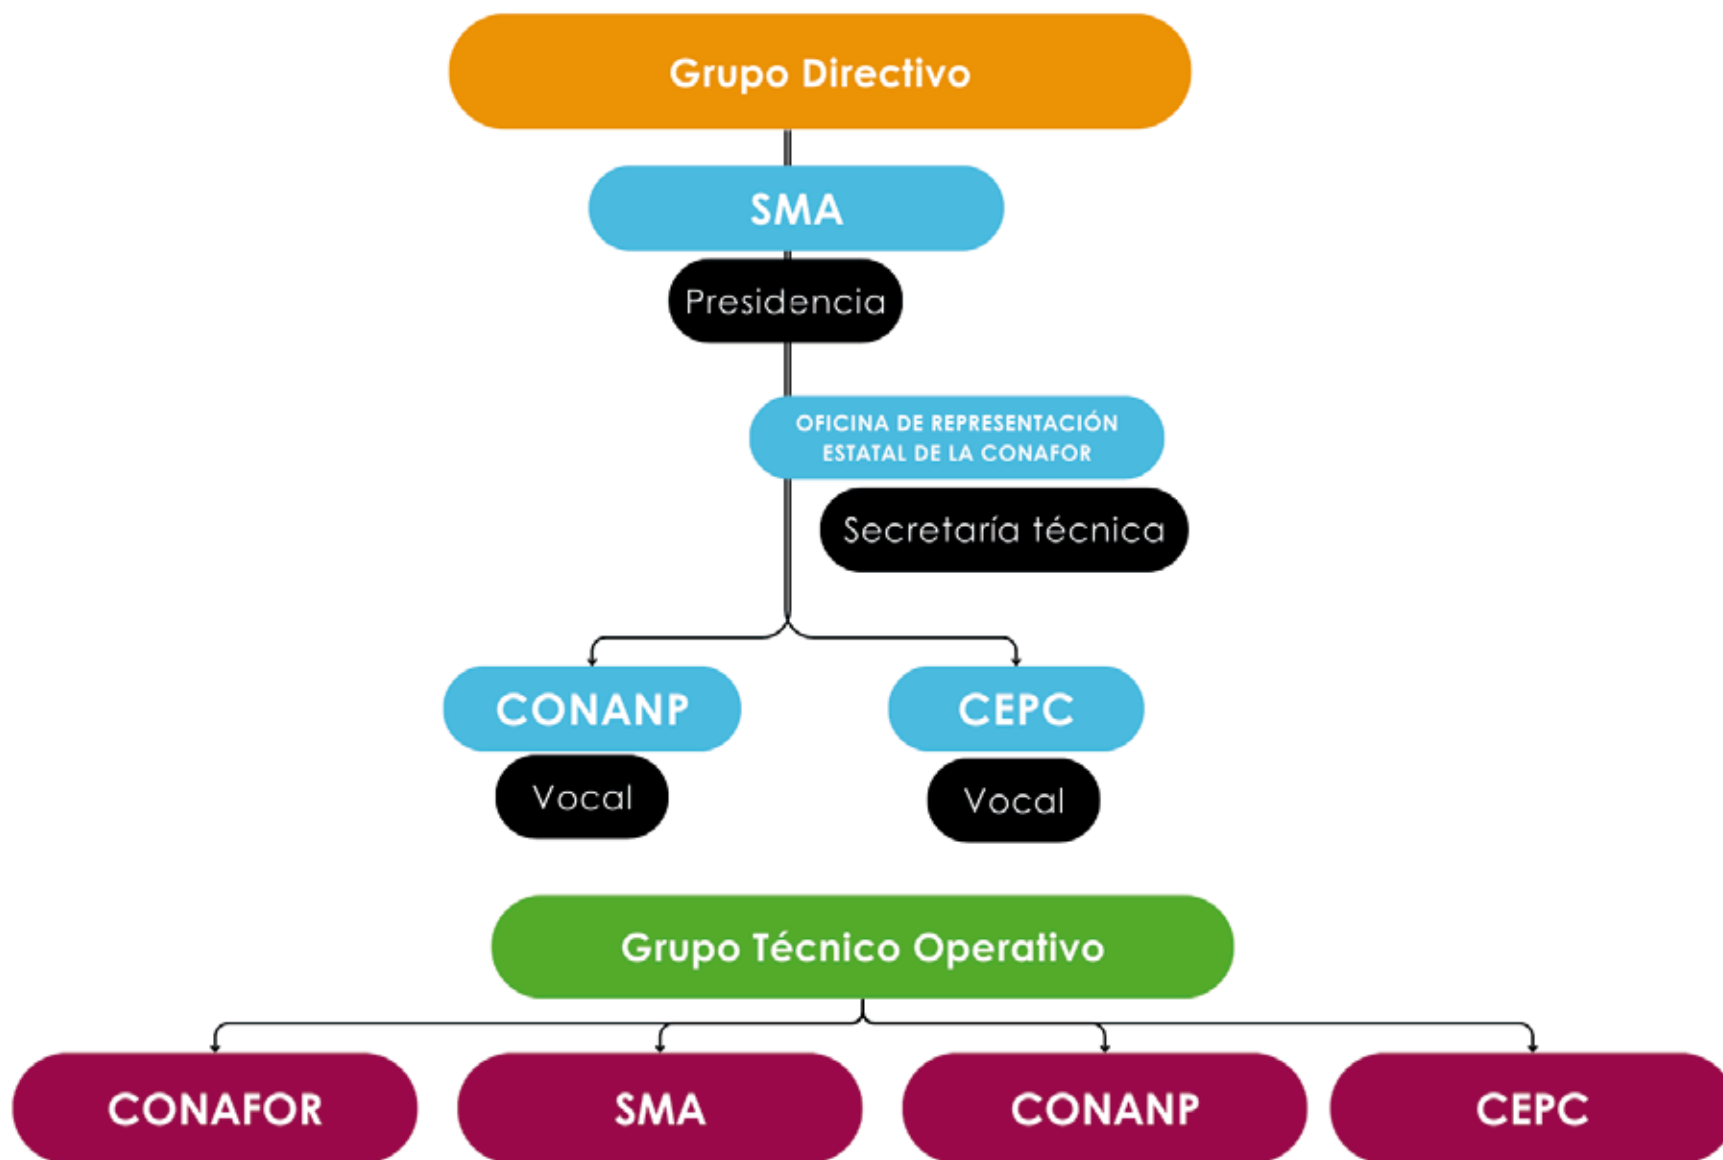 Grupo Directivo
SMA
Presidencia
OFICINA DE REPRESENTACIÓN
ESTATAL DE LA CONAFOR
Secretaría técnica
CONANP
CEPC
Vocal
Vocal
Grupo Técnico Operativo
CONAFOR
SMA
CONANP
CEPC